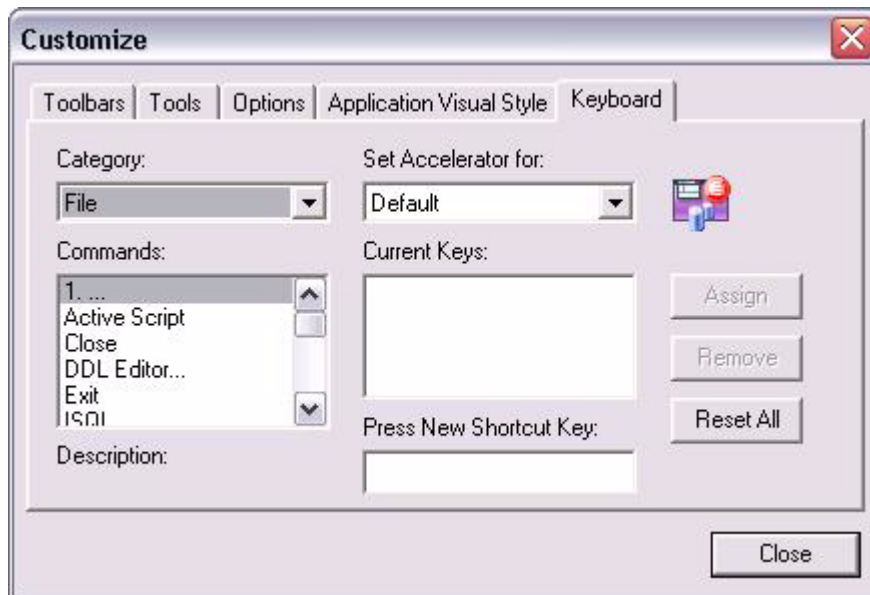 Customize
Toolbars Tools Options Application Visual Style Keyboard
Category: Set Accelerator for:
File Default
Commands: Current Keys:
1. ...
Active Script
Close
DDL Editor...
Exit
ISQL
Assign
Remove
Reset All
Press New Shortcut Key:
Description:
Close